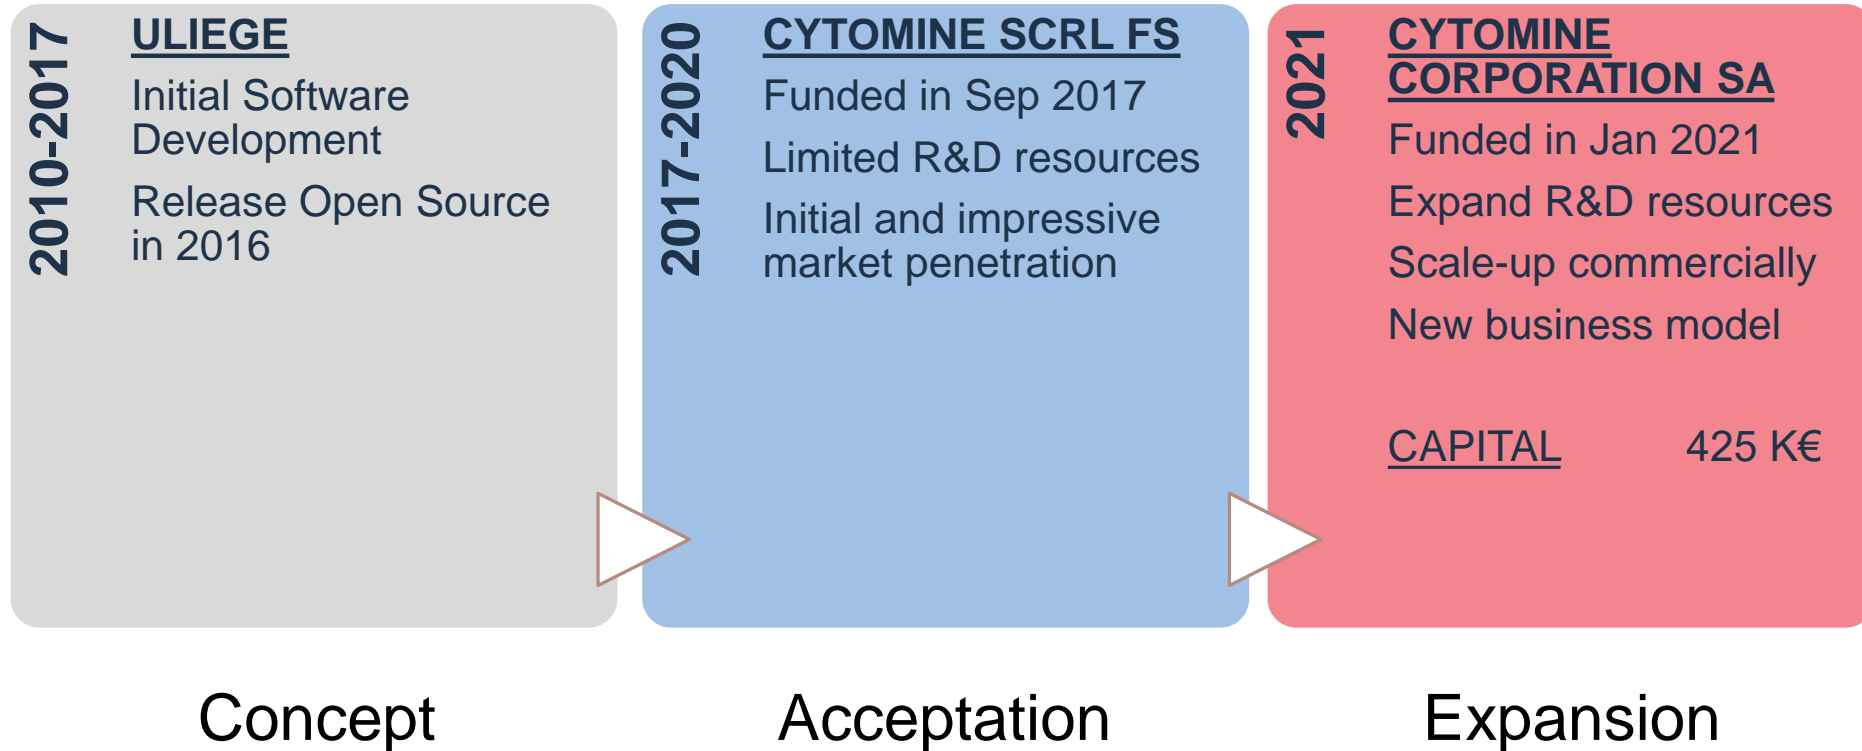 2010-2017
ULIEGE
Initial Software
Development
Release Open Source
in 2016
2017-2020
CYTOMINE SCRL FS
Funded in Sep 2017
Limited R&D resources
Initial and impressive
market penetration
2021
CYTOMINE
CORPORATION SA
Funded in Jan 2021
Expand R&D resources
Scale-up commercially
New business model
CAPITAL 425 K€
Concept
Acceptation
Expansion